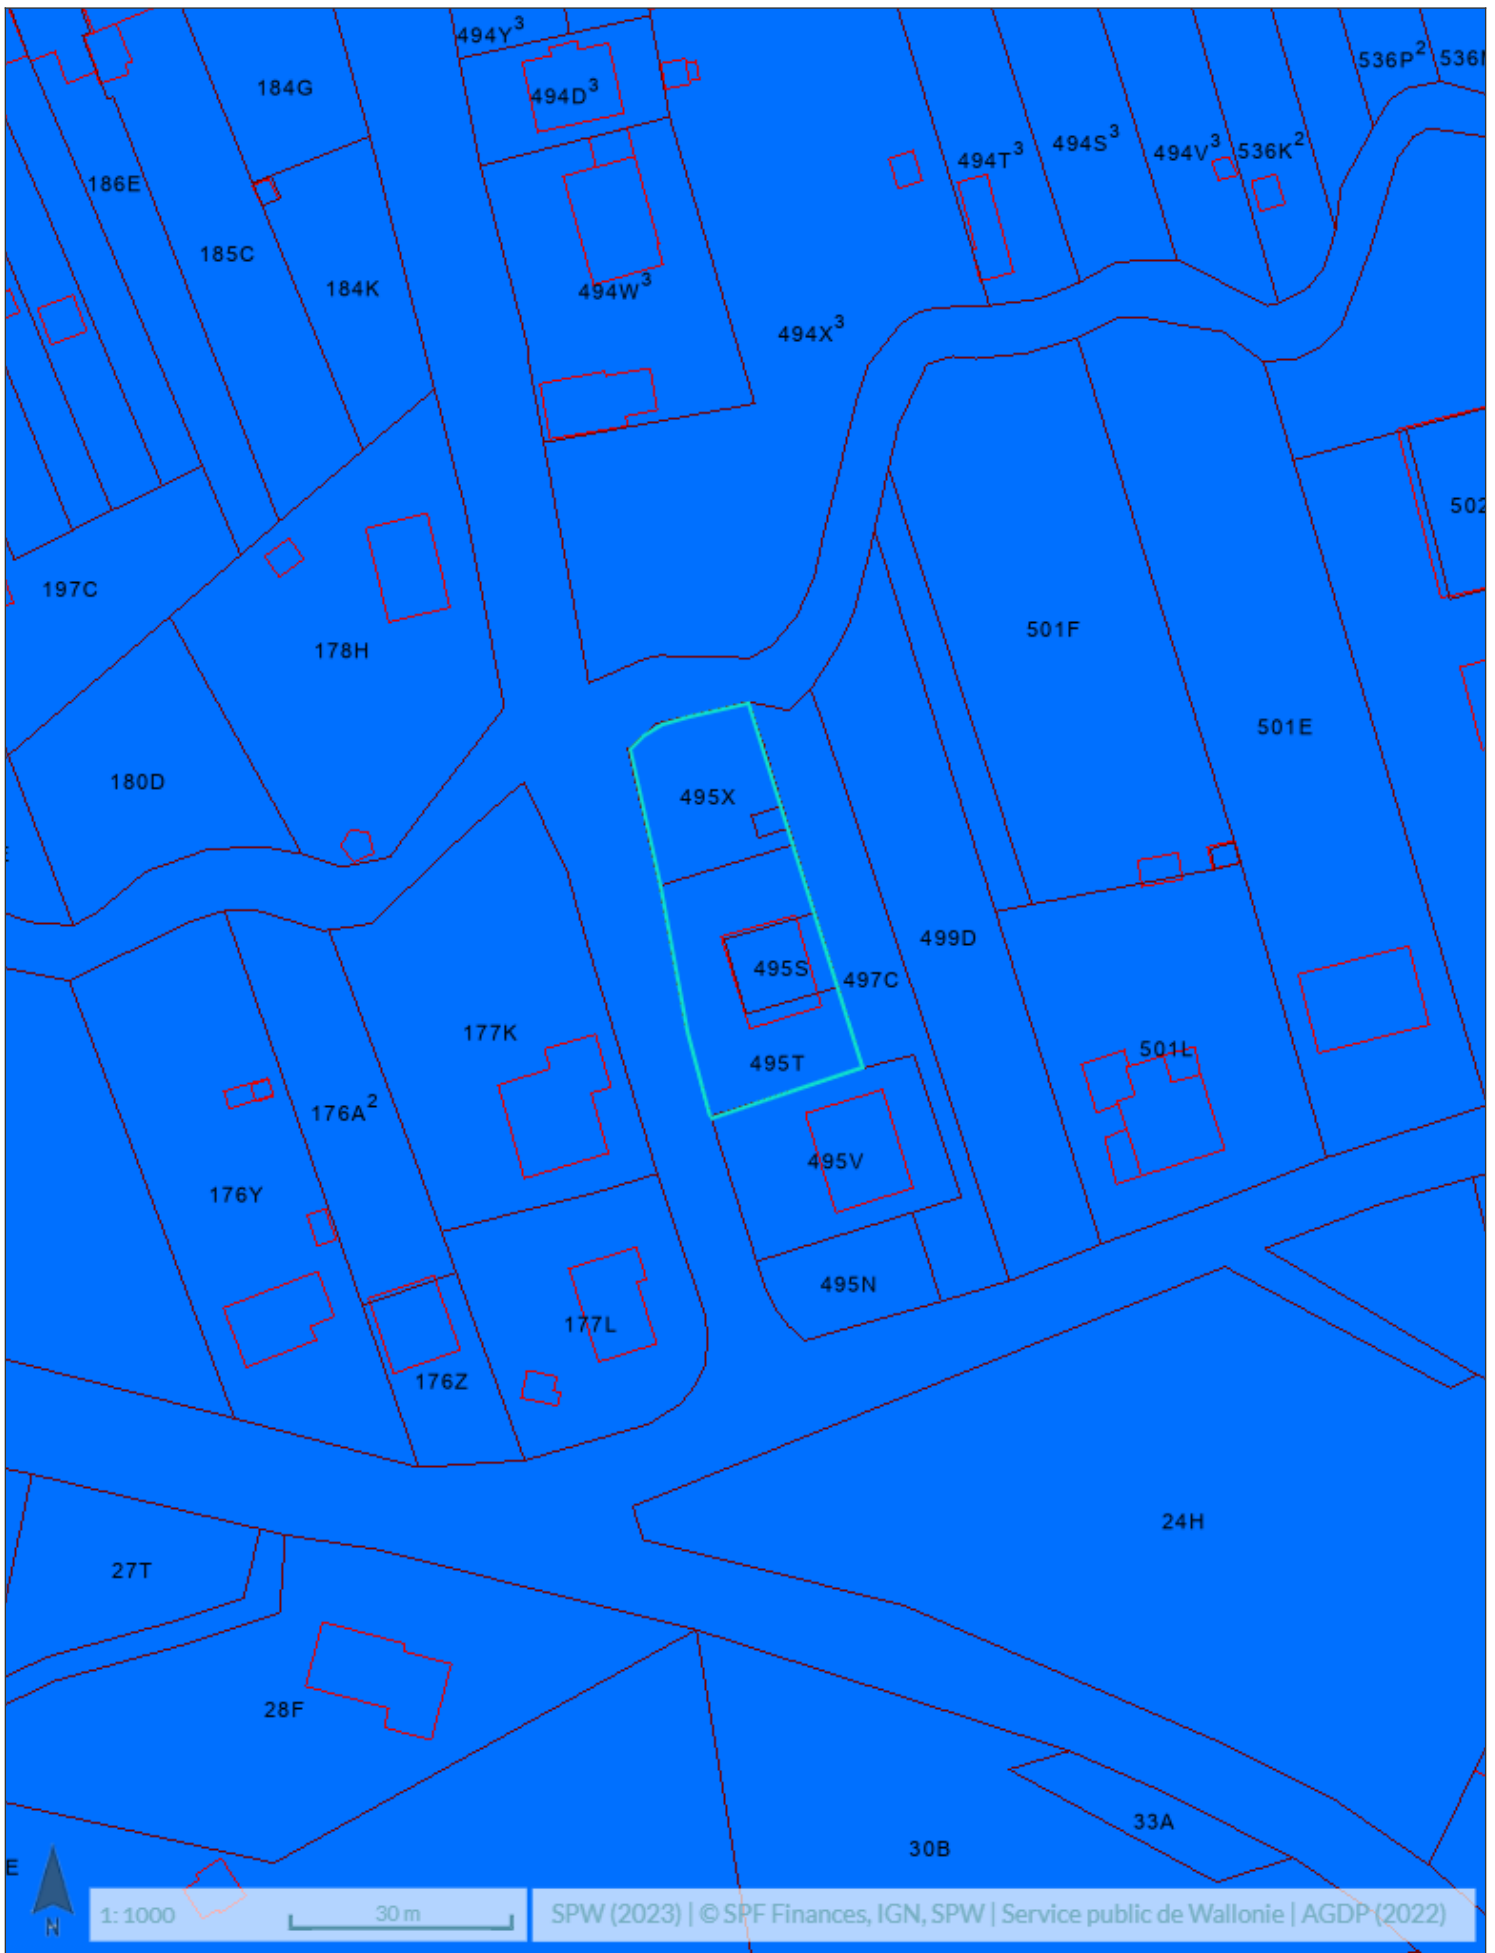 494Y³
536P²
184G
494D³
494S³
494V³
536K²
494T³
186E
185C
184K
494W³
494X³
502
197C
501F
178H
501E
180D
495X
499D
495S
497C
177K
501L
495T
176A²
495V
176Y
495N
177L
176Z
24H
27T
28F
33A
30B
E
N
1: 1000
30 m
SPW (2023) | © SPF Finances, IGN, SPW | Service public de Wallonie | AGDP (2022)